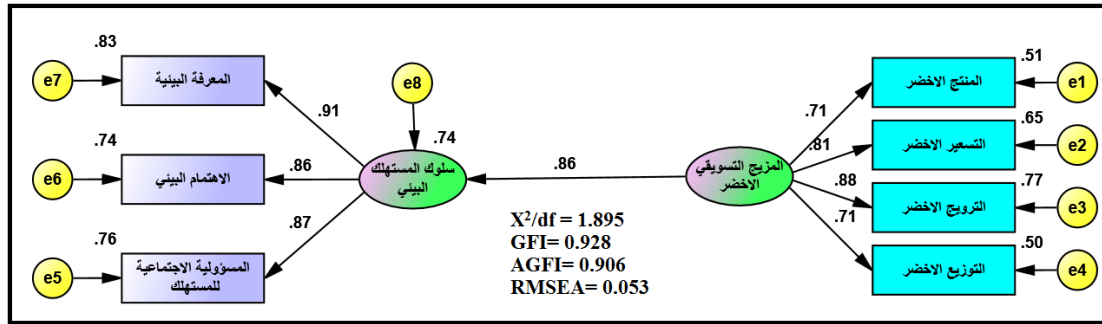 .83
e7
المعرفة البيئية
.91
.74
e6
الاهتمام البيئي
.86
.76
e5
المسؤولية الاجتماعية
للمستهلك
.87
e8
.74
سلوك المستهلك
البيئي
.86
X²/df = 1.895
GFI= 0.928
AGFI= 0.906
RMSEA= 0.053
المزيج التسويقي
الاخضر
.71
.81
.88
.71
.51
المنتج الاخضر
e1
.65
التسعير الاخضر
e2
.77
الترويج الاخضر
e3
.50
التوزيع الاخضر
e4